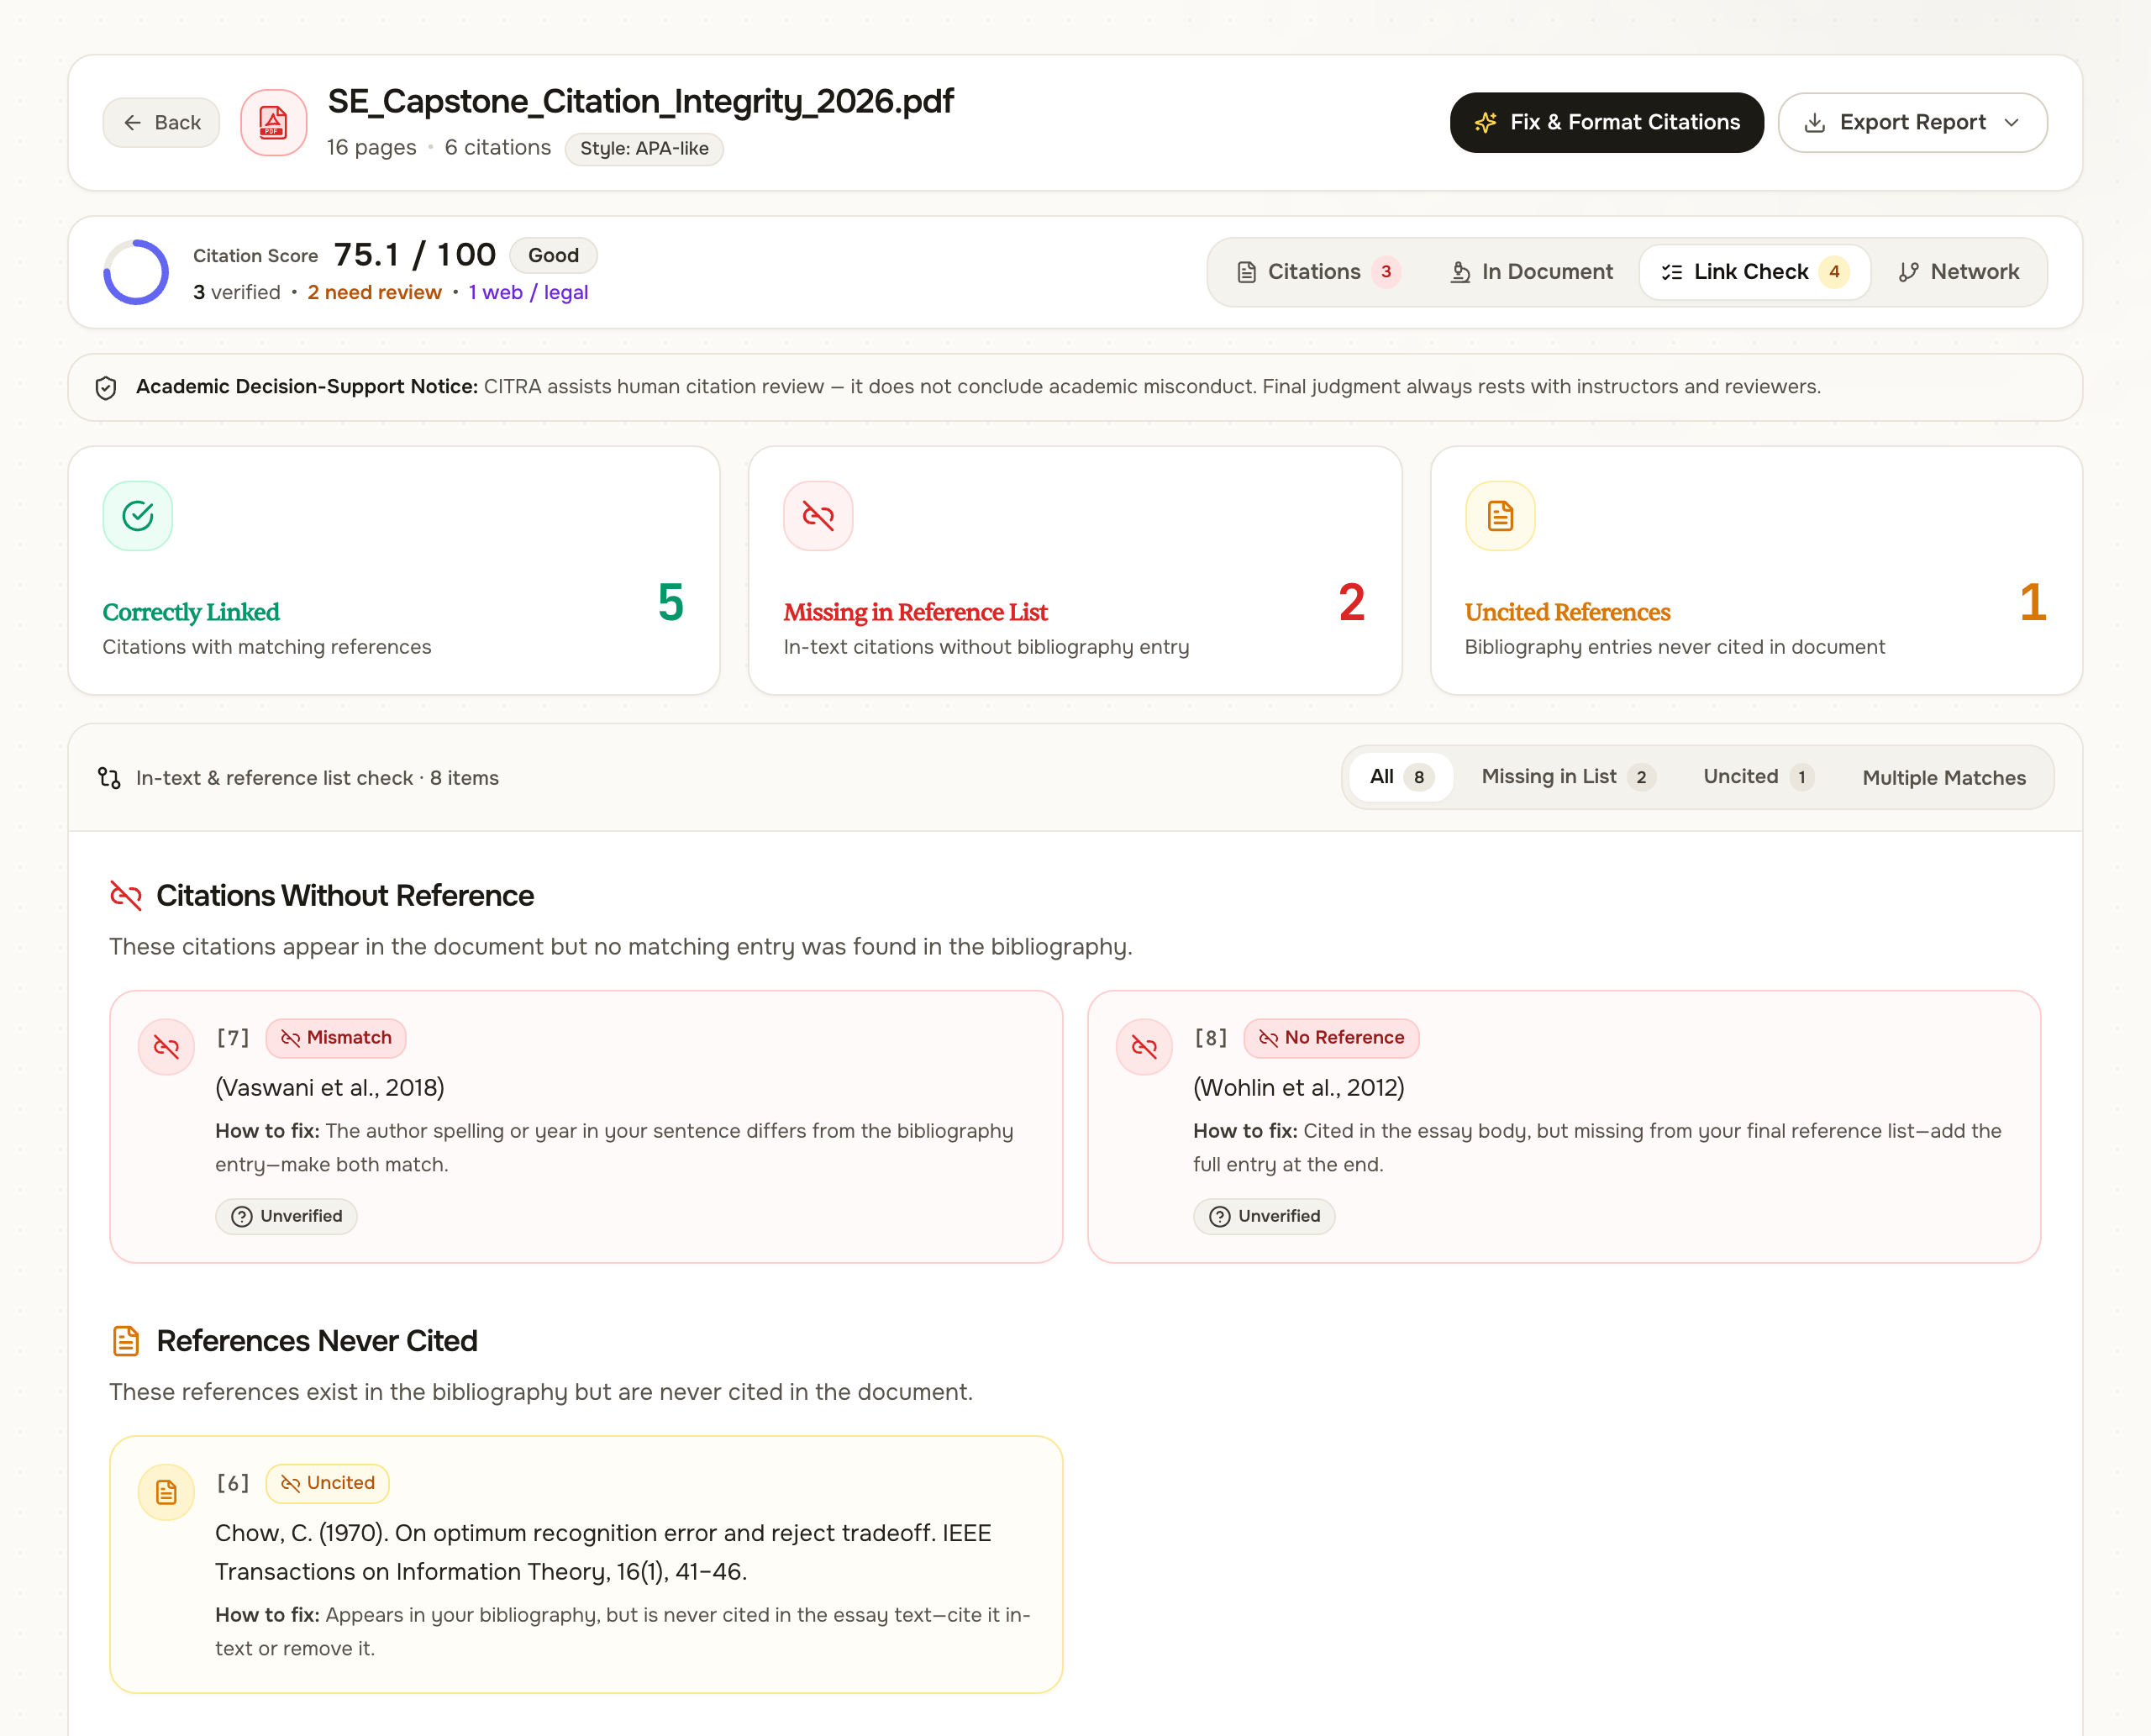 Back
SE_Capstone_Citation_Integrity_2026.pdf
16 pages • 6 citations Style: APA-like
Fix & Format Citations
Export Report
PDF
Citation Score 75.1 / 100 Good
3 verified • 2 need review • 1 web / legal
Citations 3
In Document
Link Check 4
Network
Academic Decision-Support Notice: CITRA assists human citation review — it does not conclude academic misconduct. Final judgment always rests with instructors and reviewers.
Correctly Linked 5
Citations with matching references
Missing in Reference List 2
In-text citations without bibliography entry
Uncited References 1
Bibliography entries never cited in document
In-text & reference list check · 8 items
All 8
Missing in List 2
Uncited 1
Multiple Matches
Citations Without Reference
These citations appear in the document but no matching entry was found in the bibliography.
[7] Mismatch
(Vaswani et al., 2018)
How to fix: The author spelling or year in your sentence differs from the bibliography
entry—make both match.
Unverified
[8] No Reference
(Wohlin et al., 2012)
How to fix: Cited in the essay body, but missing from your final reference list—add the
full entry at the end.
Unverified
References Never Cited
These references exist in the bibliography but are never cited in the document.
[6] Uncited
Chow, C. (1970). On optimum recognition error and reject tradeoff. IEEE
Transactions on Information Theory, 16(1), 41–46.
How to fix: Appears in your bibliography, but is never cited in the essay text—cite it in-
text or remove it.